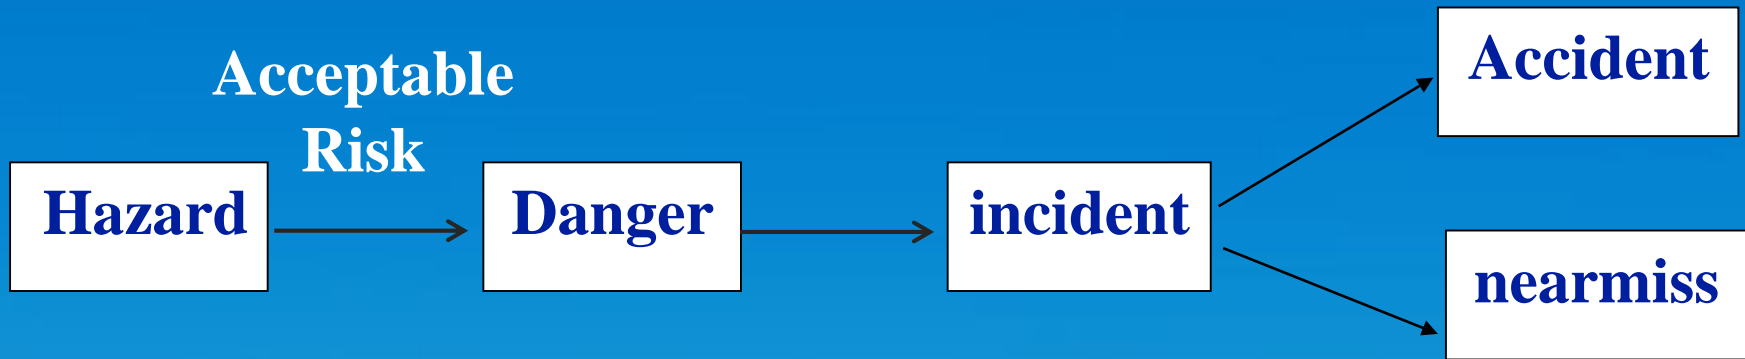 Acceptable
Risk
Hazard
Danger
incident
Accident
nearmiss